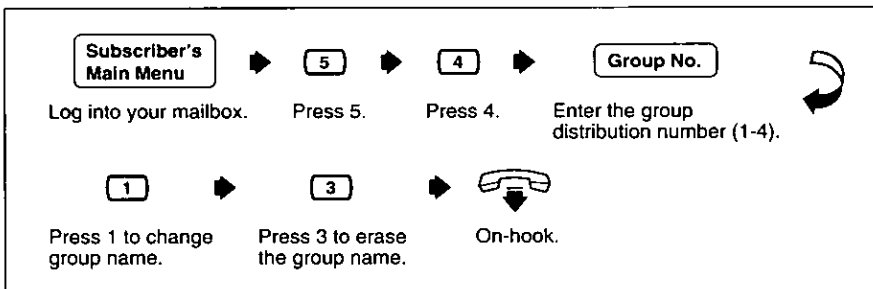 Subscriber's
Main Menu
5
4
Group No.
Log into your mailbox.
Press 5.
Press 4.
Enter the group
distribution number (1-4).
1
3
Press 1 to change
group name.
Press 3 to erase
the group name.
On-hook.